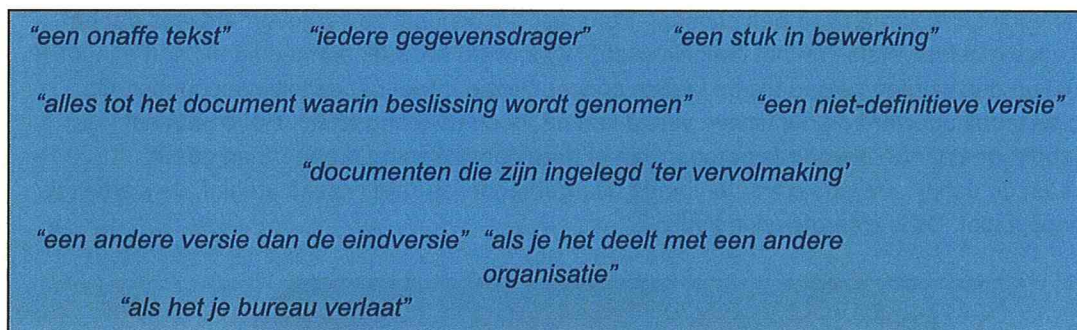 “een onaffe tekst” “iedere gegevensdrager” “een stuk in bewerking”
“alles tot het document waarin beslissing wordt genomen” “een niet-definitieve versie”
“documenten die zijn ingelegd ‘ter vervolmaking’
“een andere versie dan de eindversie” “als je het deelt met een andere
organisatie”
“als het je bureau verlaat”